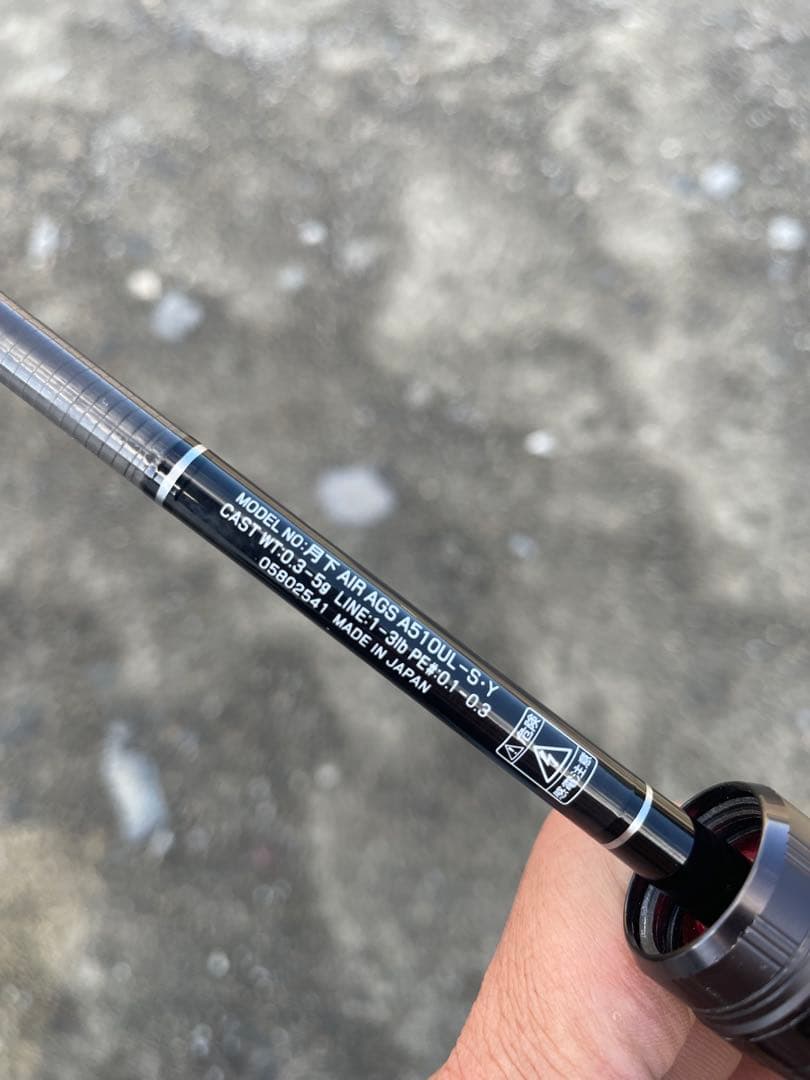 MODEL NO:月下 AIR AGS A510UL-S・Y
CAST WT:0.3-5g LINE:1-3lb PE#:0.1-0.3
05802541 MADE IN JAPAN
危険
感電注意